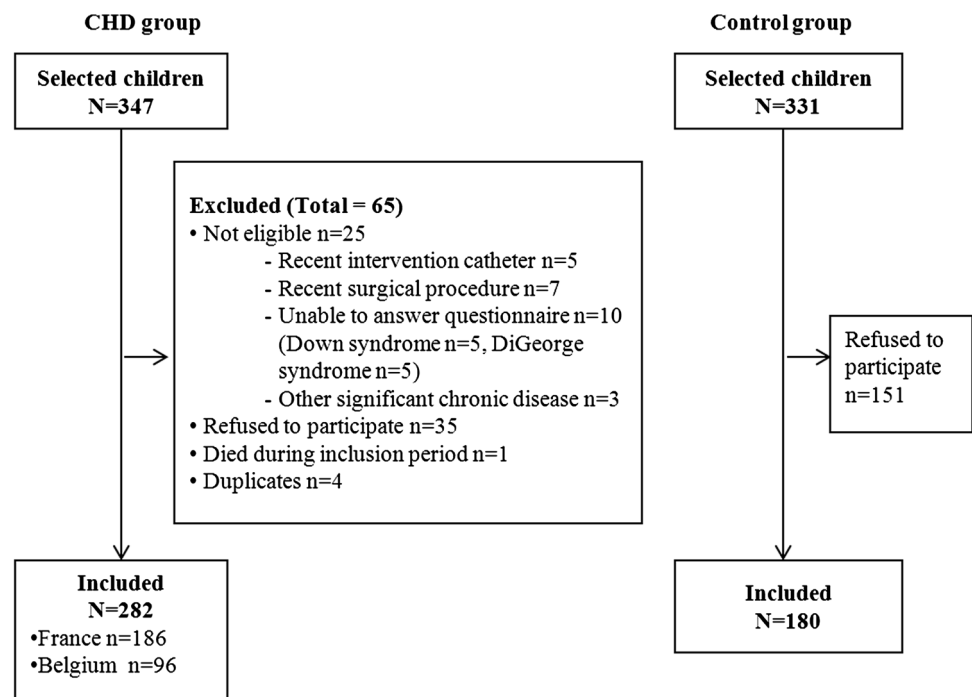 CHD group
Selected children
N=347
Excluded (Total = 65)
• Not eligible n=25
- Recent intervention catheter n=5
- Recent surgical procedure n=7
- Unable to answer questionnaire n=10
(Down syndrome n=5, DiGeorge
syndrome n=5)
- Other significant chronic disease n=3
• Refused to participate n=35
• Died during inclusion period n=1
• Duplicates n=4
Included
N=282
•France n=186
•Belgium n=96
Control group
Selected children
N=331
Refused to
participate
n=151
Included
N=180